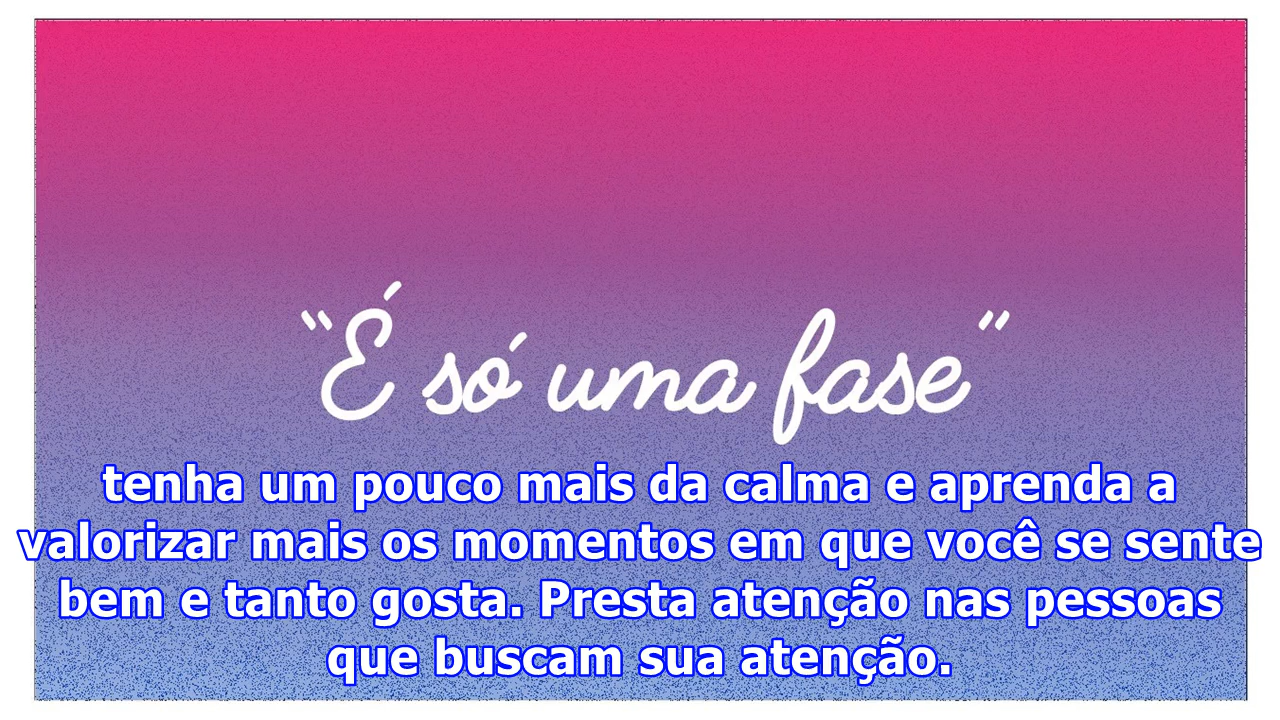 “É só uma fase”
tenha um pouco mais da calma e aprenda a
valorizar mais os momentos em que você se sente
bem e tanto gosta. Presta atenção nas pessoas
que buscam sua atenção.